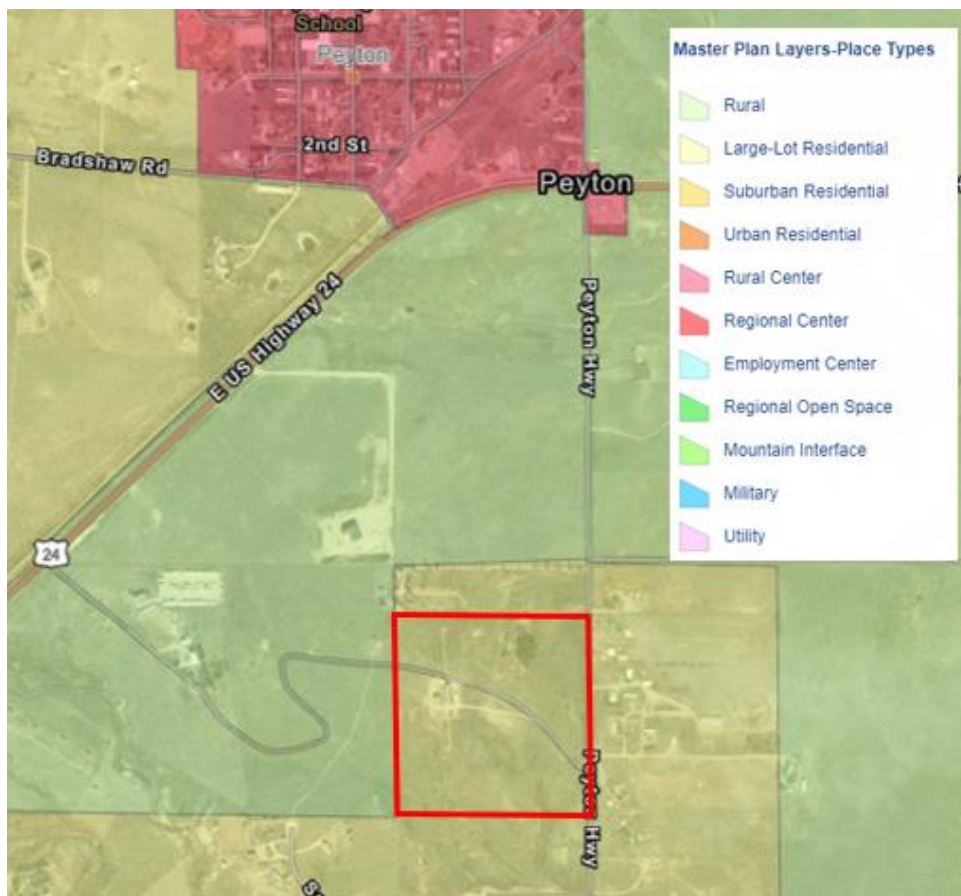 School
Peyton
2nd St
Bradshaw Rd
Peyton
E US Highway 24
Peyton Hwy
24
Peyton Hwy
Master Plan Layers-Place Types
Rural
Large-Lot Residential
Suburban Residential
Urban Residential
Rural Center
Regional Center
Employment Center
Regional Open Space
Mountain Interface
Military
Utility